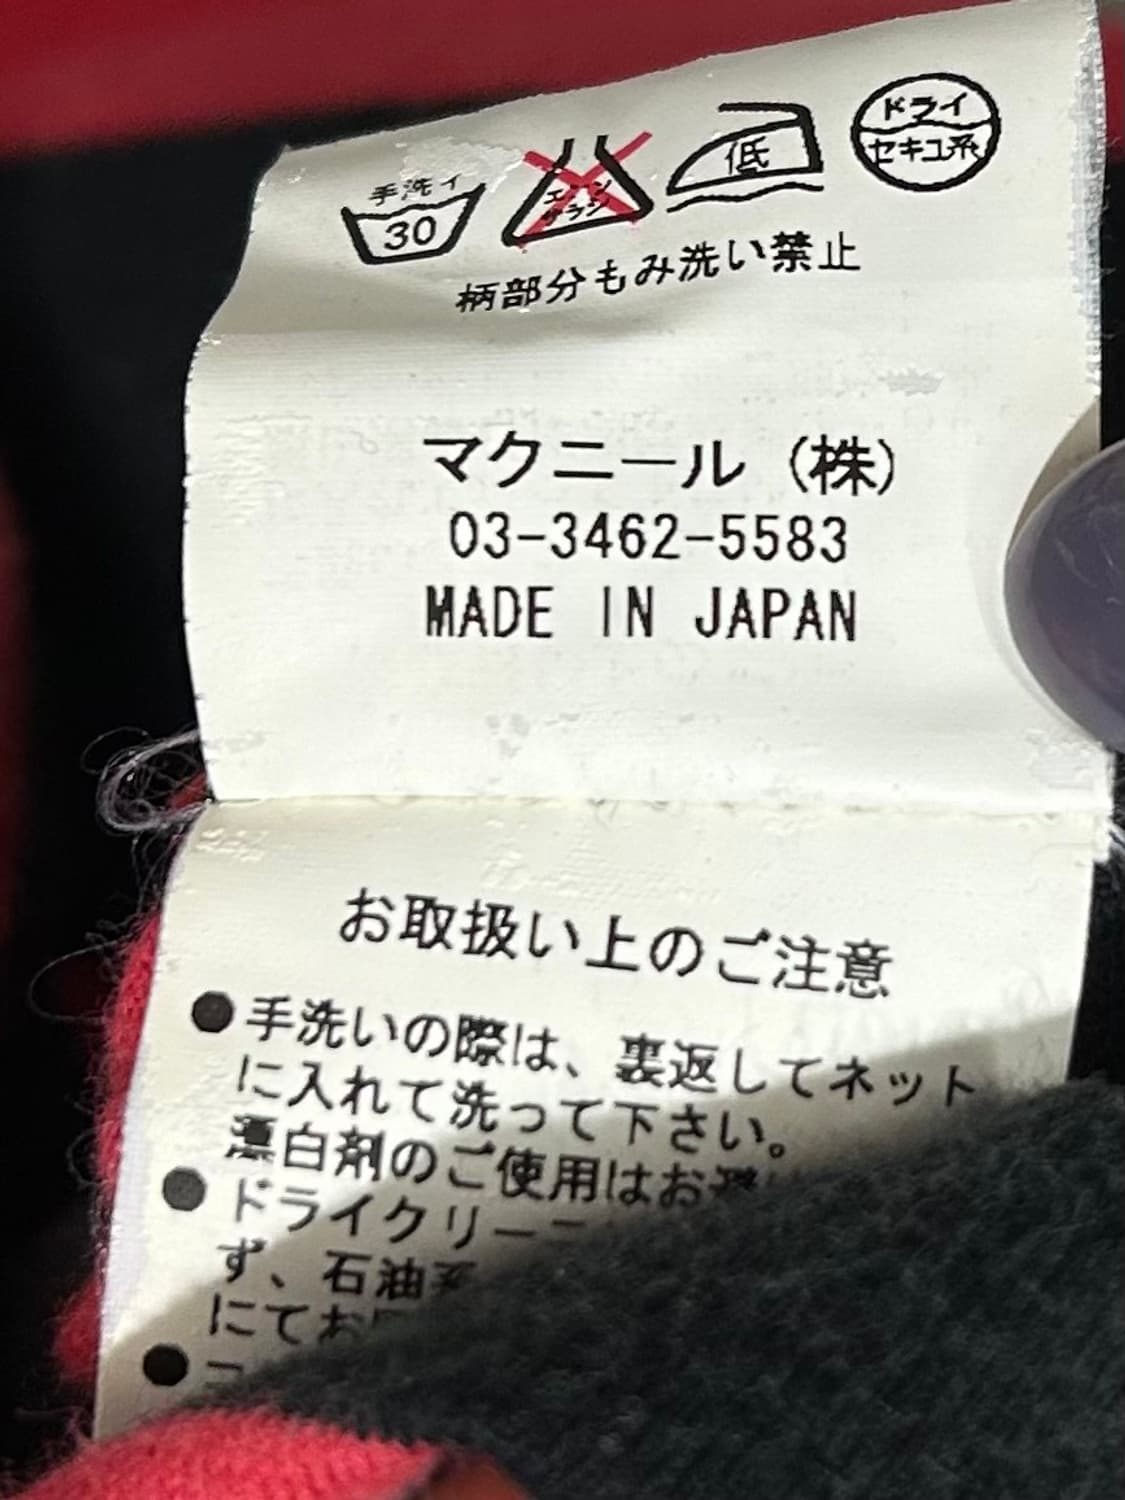 手洗イ
30
エンソ
サラシ
低
ドライ
セキユ系
柄部分もみ洗い禁止
マクニール(株)
03-3462-5583
MADE IN JAPAN
お取扱い上のご注意
●手洗いの際は、裏返してネット
に入れて洗って下さい。
漂白剤のご使用はお避
●ドライクリーニ
ず、石油系
にてお
●